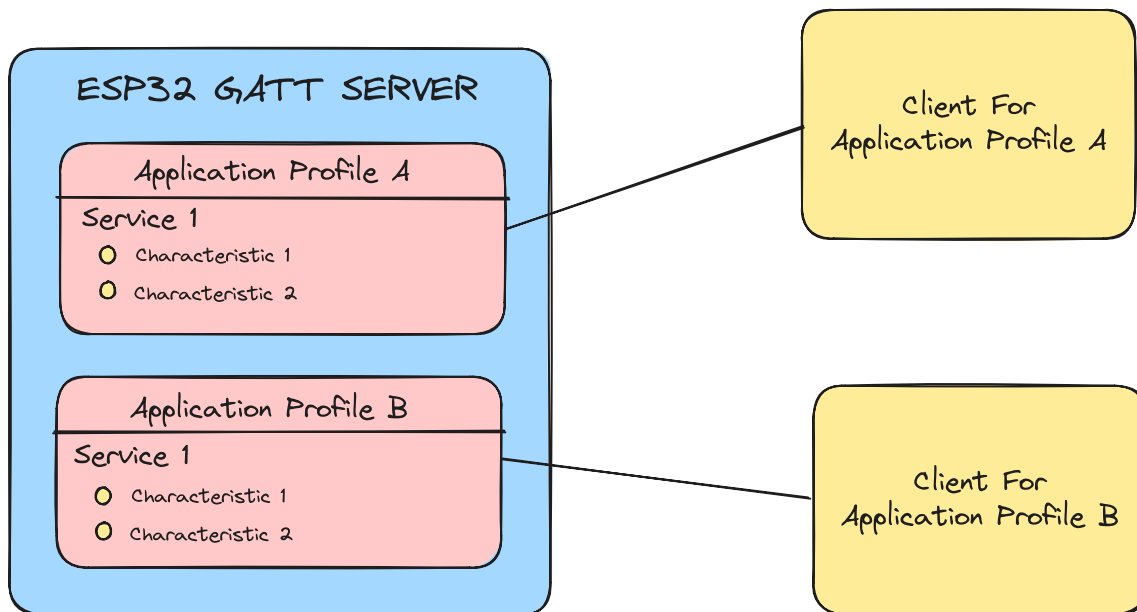 ESP32 GATT SERVER
Application Profile A
Service 1
Characteristic 1
Characteristic 2
Application Profile B
Service 1
Characteristic 1
Characteristic 2
Client For
Application Profile A
Client For
Application Profile B